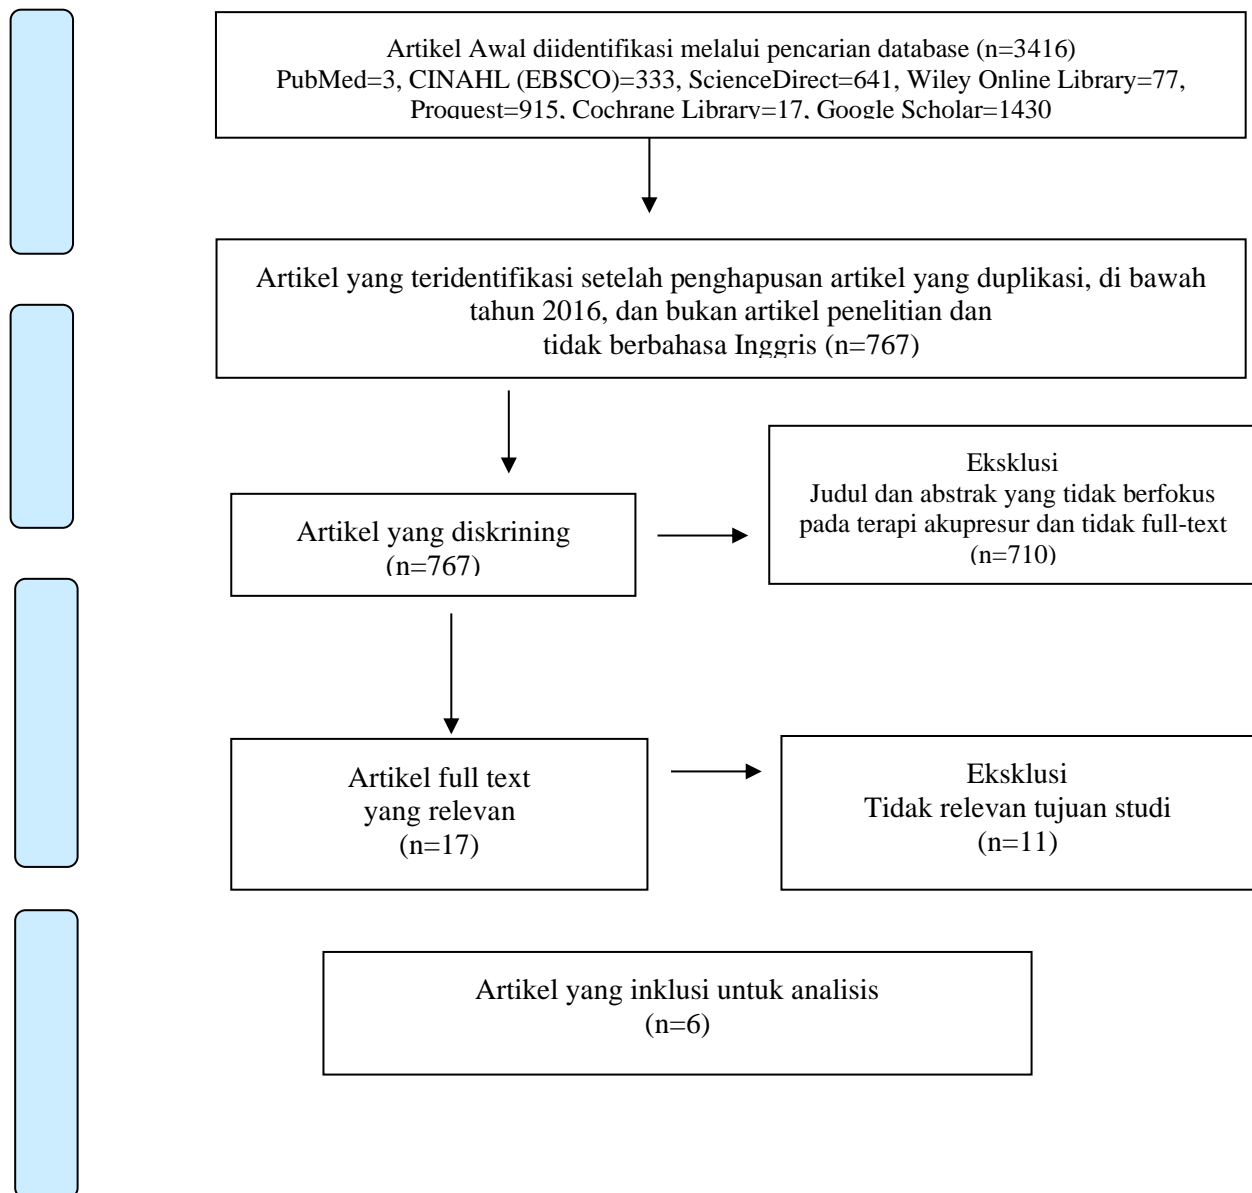 Artikel Awal diidentifikasi melalui pencarian database (n=3416)
PubMed=3, CINAHL (EBSCO)=333, ScienceDirect=641, Wiley Online Library=77,
Proquest=915, Cochrane Library=17, Google Scholar=1430
Artikel yang teridentifikasi setelah penghapusan artikel yang duplikasi, di bawah
tahun 2016, dan bukan artikel penelitian dan
tidak berbahasa Inggris (n=767)
Artikel yang diskrining
(n=767)
Eksklusi
Judul dan abstrak yang tidak berfokus
pada terapi akupresur dan tidak full-text
(n=710)
Artikel full text
yang relevan
(n=17)
Eksklusi
Tidak relevan tujuan studi
(n=11)
Artikel yang inklusi untuk analisis
(n=6)